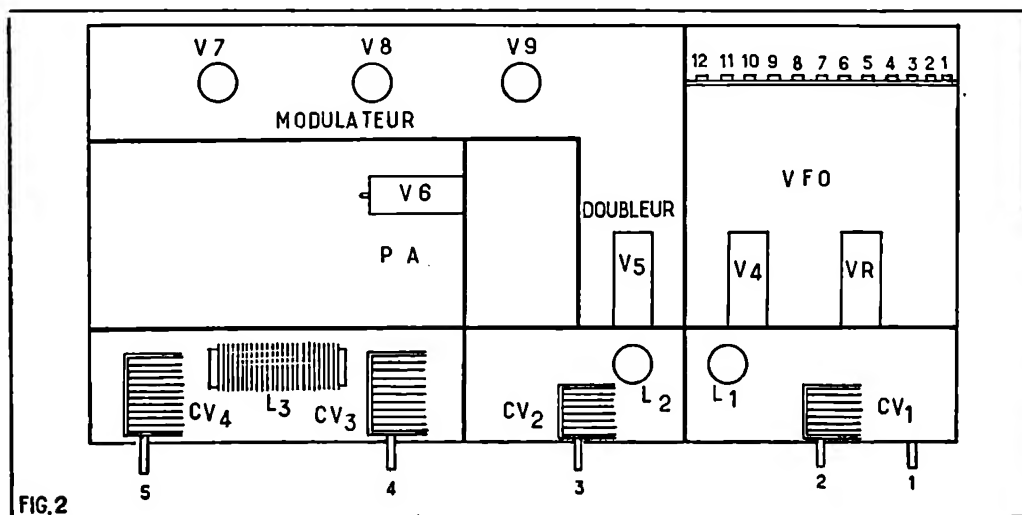 V7 V8 V9
12 11 10 9 8 7 6 5 4 3 2 1
MODULATEUR
VFO
V6
DOUBLEUR
PA
V5 V4 VR
CV4 L3 CV3 CV2 L2 L1 CV1
5 4 3 2 1
FIG.2